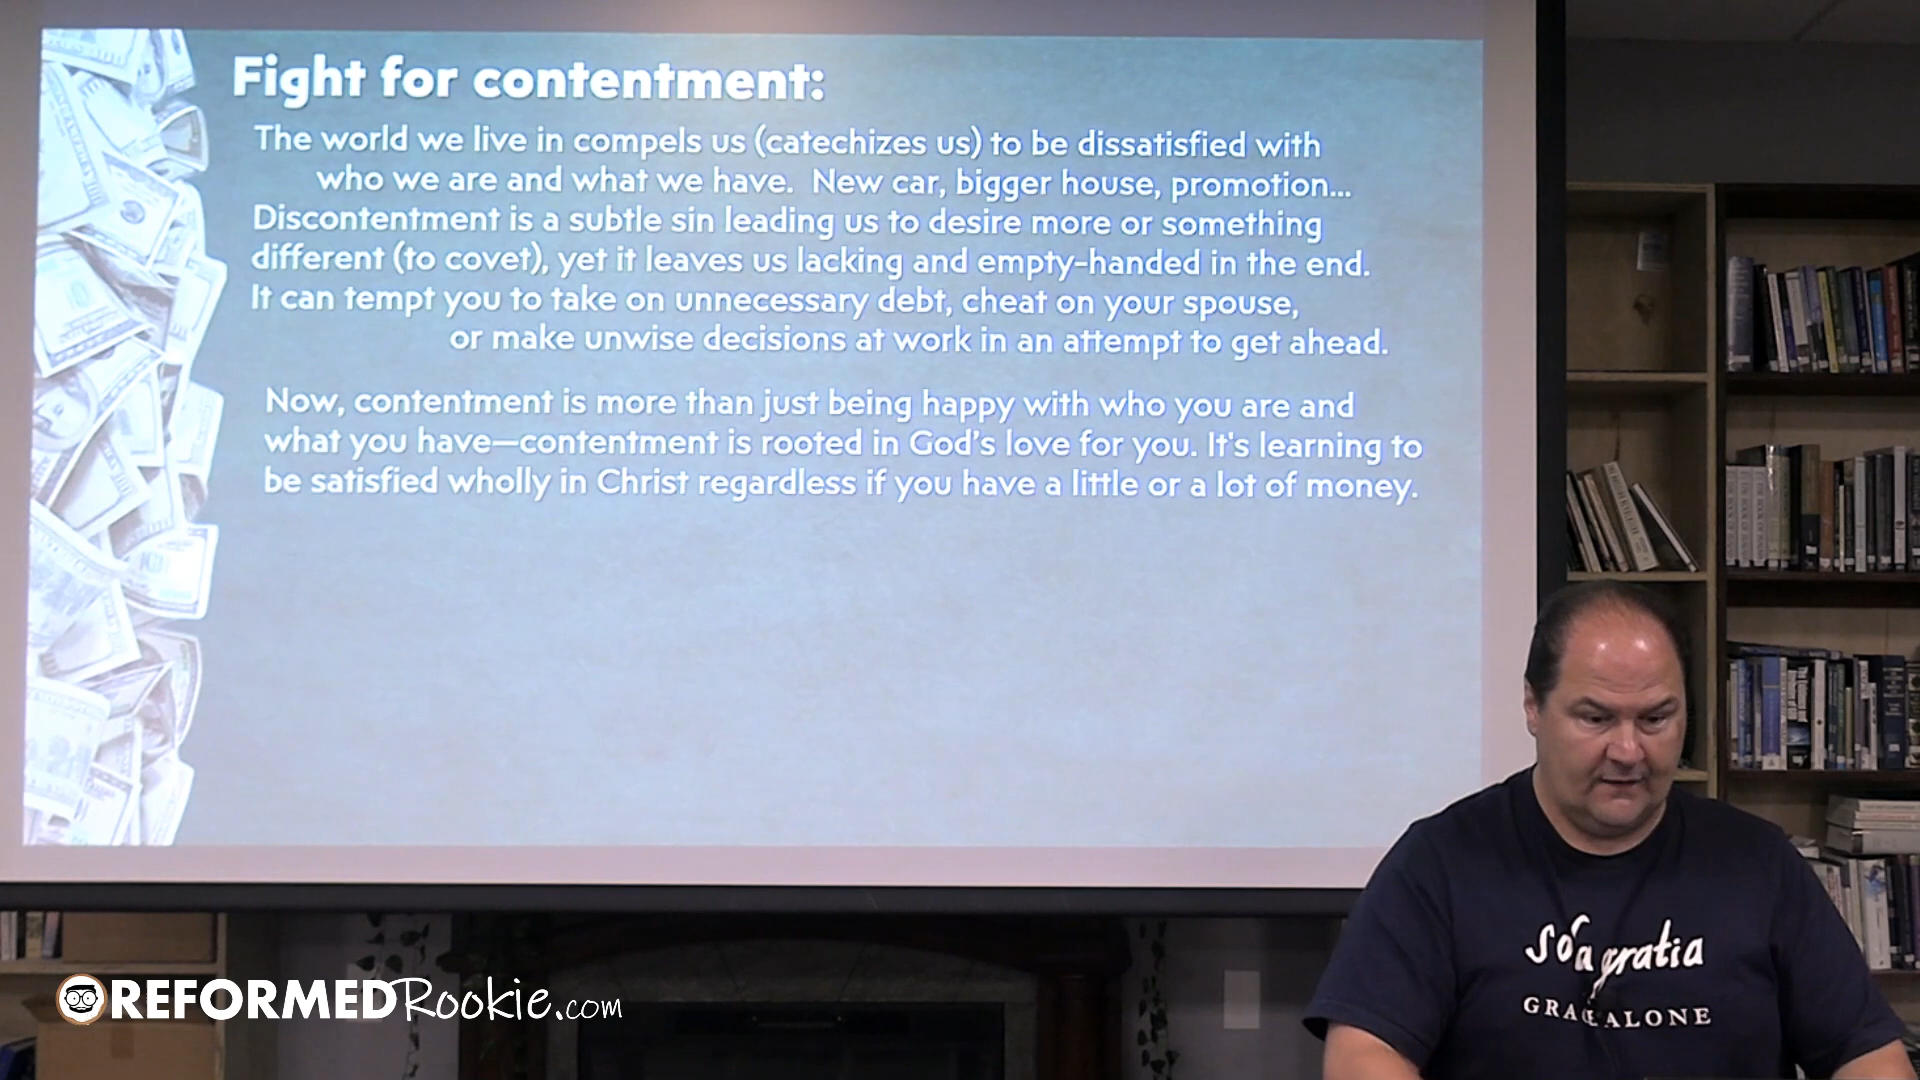 Fight for contentment:
The world we live in compels us (catechizes us) to be dissatisfied with
who we are and what we have. New car, bigger house, promotion...
Discontentment is a subtle sin leading us to desire more or something
different (to covet), yet it leaves us lacking and empty-handed in the end.
It can tempt you to take on unnecessary debt, cheat on your spouse,
or make unwise decisions at work in an attempt to get ahead.
Now, contentment is more than just being happy with who you are and
what you have—contentment is rooted in God's love for you. It's learning to
be satisfied wholly in Christ regardless if you have a little or a lot of money.
sola gratia
GRACE ALONE
REFORMEDRookie.com